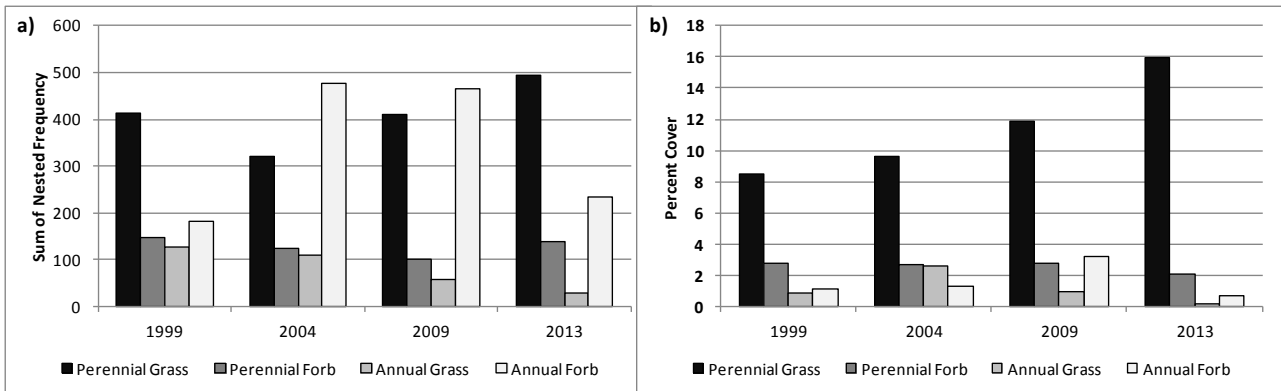 a)
Sum of Nested Frequency
600
500
400
300
200
100
0
1999 2004 2009 2013
Perennial Grass Perennial Forb Annual Grass Annual Forb
b)
Percent Cover
18
16
14
12
10
8
6
4
2
0
1999 2004 2009 2013
Perennial Grass Perennial Forb Annual Grass Annual Forb